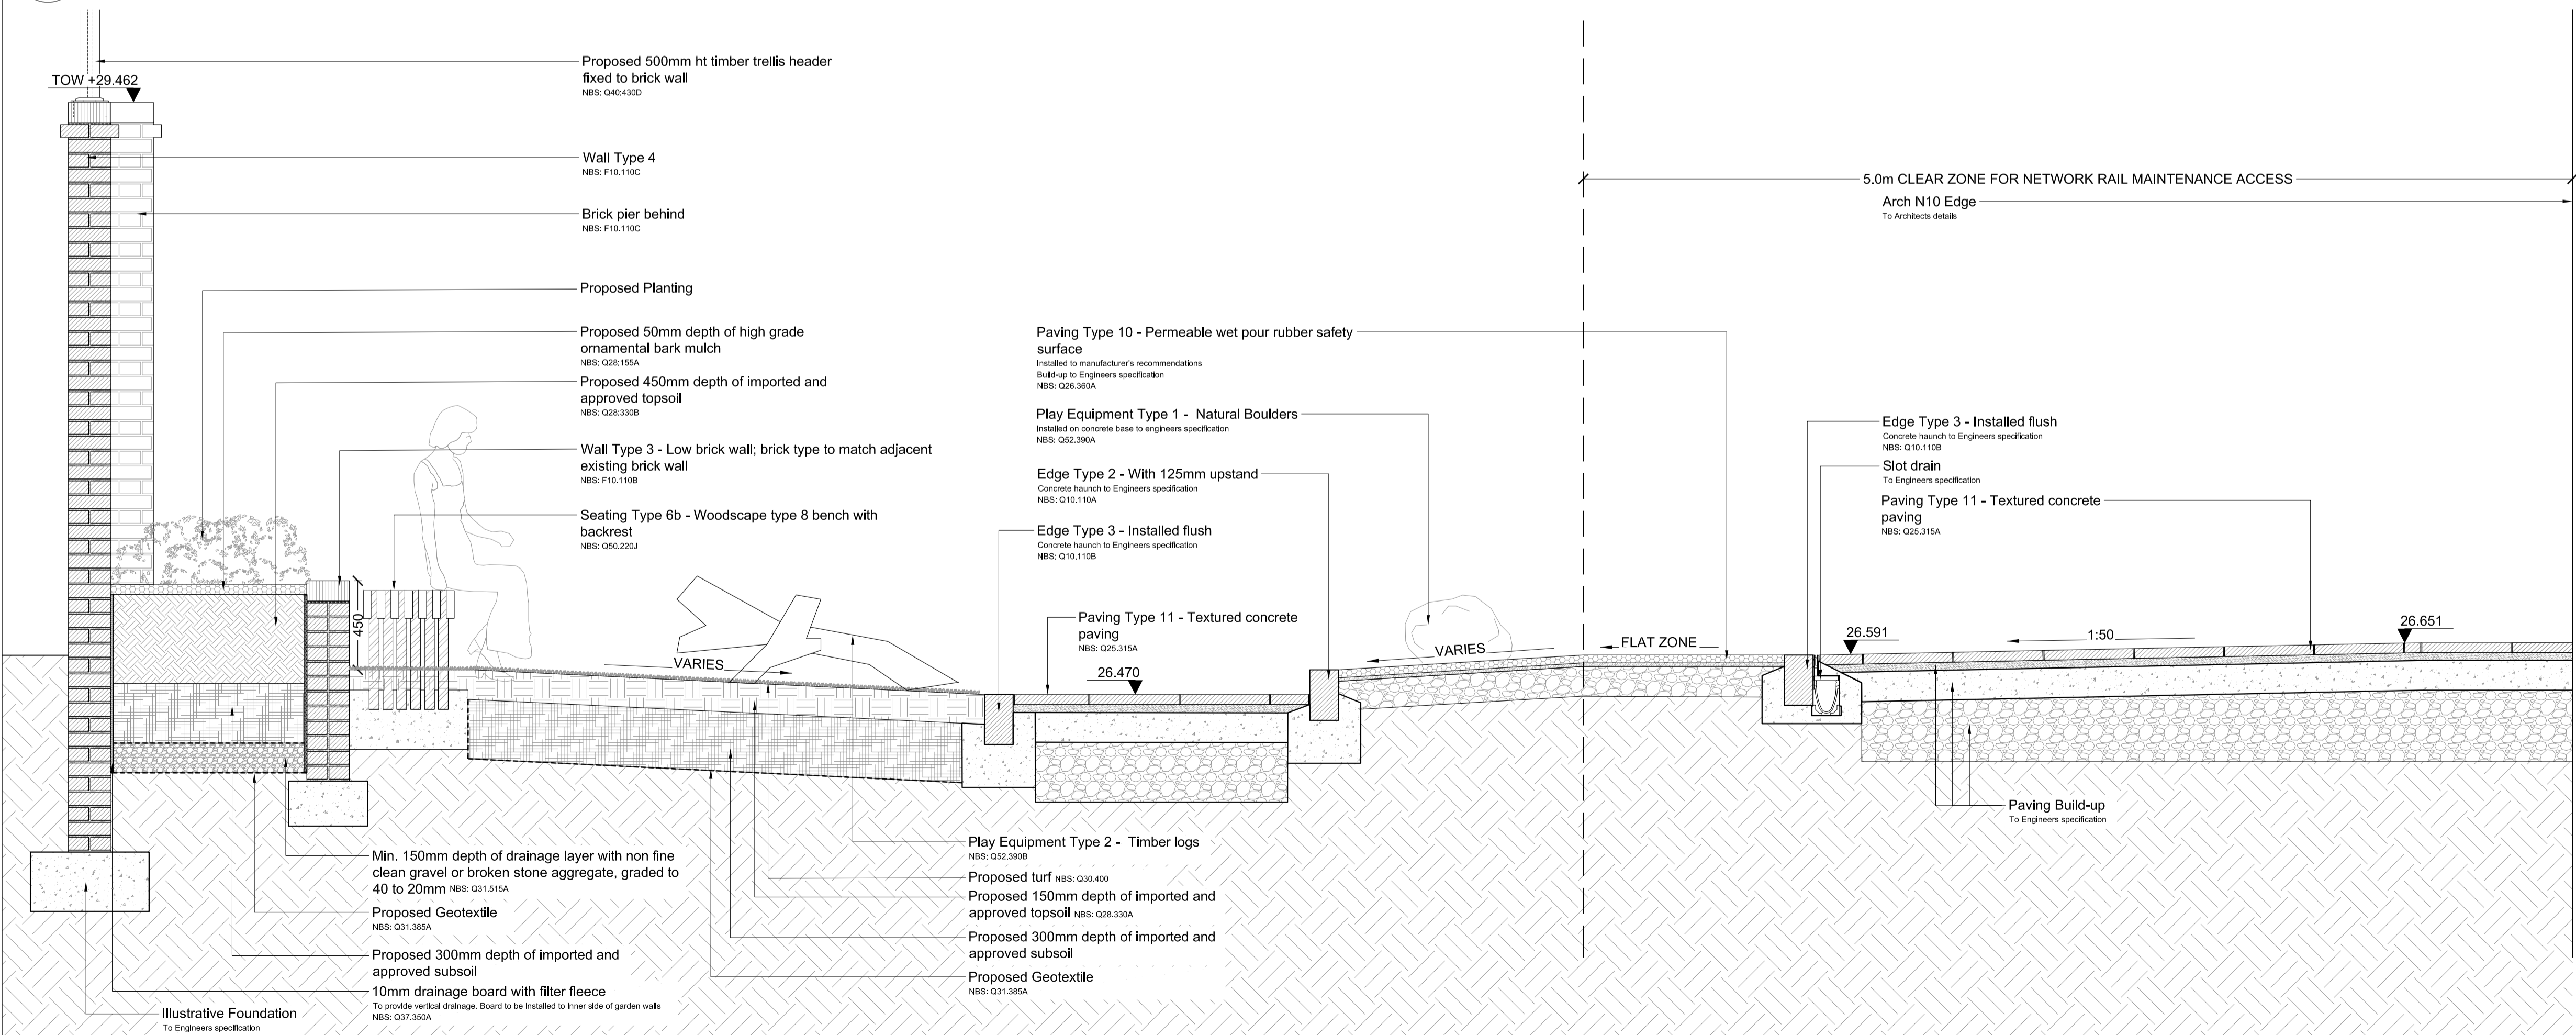 TOW +29.462
Proposed 500mm ht timber trellis header
fixed to brick wall
NBS: Q40:430D
Wall Type 4
NBS: F10.110C
Brick pier behind
NBS: F10.110C
Proposed Planting
Proposed 50mm depth of high grade
ornamental bark mulch
NBS: Q28:155A
Proposed 450mm depth of imported and
approved topsoil
NBS: Q28:330B
Wall Type 3 - Low brick wall; brick type to match adjacent
existing brick wall
NBS: F10.110B
Seating Type 6b - Woodscape type 8 bench with
backrest
NBS: Q50.220J
450
VARIES
Paving Type 10 - Permeable wet pour rubber safety
surface
Installed to manufacturer's recommendations
Build-up to Engineers specification
NBS: Q26.360A
Play Equipment Type 1 - Natural Boulders
Installed on concrete base to engineers specification
NBS: Q52.390A
Edge Type 2 - With 125mm upstand
Concrete haunch to Engineers specification
NBS: Q10.110A
Edge Type 3 - Installed flush
Concrete haunch to Engineers specification
NBS: Q10.110B
Paving Type 11 - Textured concrete
paving
NBS: Q25.315A
26.470
VARIES
FLAT ZONE
5.0m CLEAR ZONE FOR NETWORK RAIL MAINTENANCE ACCESS
Arch N10 Edge
To Architects details
Edge Type 3 - Installed flush
Concrete haunch to Engineers specification
NBS: Q10.110B
Slot drain
To Engineers specification
Paving Type 11 - Textured concrete
paving
NBS: Q25.315A
26.591
1:50
26.651
Paving Build-up
To Engineers specification
Play Equipment Type 2 - Timber logs
NBS: Q52.390B
Proposed turf NBS: Q30.400
Proposed 150mm depth of imported and
approved topsoil NBS: Q28.330A
Proposed 300mm depth of imported and
approved subsoil
Proposed Geotextile
NBS: Q31.385A
Min. 150mm depth of drainage layer with non fine
clean gravel or broken stone aggregate, graded to
40 to 20mm NBS: Q31.515A
Proposed Geotextile
NBS: Q31.385A
Proposed 300mm depth of imported and
approved subsoil
10mm drainage board with filter fleece
To provide vertical drainage. Board to be installed to inner side of garden walls
NBS: Q37.350A
Illustrative Foundation
To Engineers specification